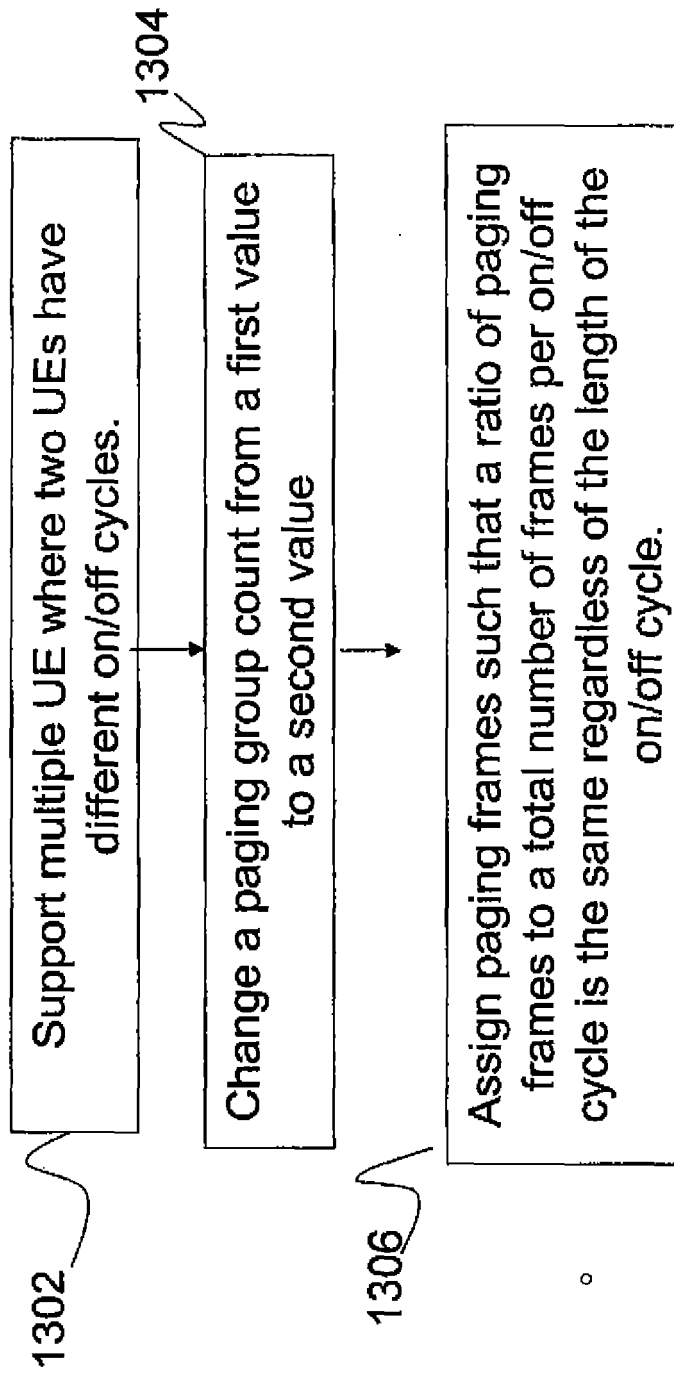 1302
Support multiple UE where two UEs have
different on/off cycles.
1304
Change a paging group count from a first value
to a second value
1306
Assign paging frames such that a ratio of paging
frames to a total number of frames per on/off
cycle is the same regardless of the length of the
on/off cycle.